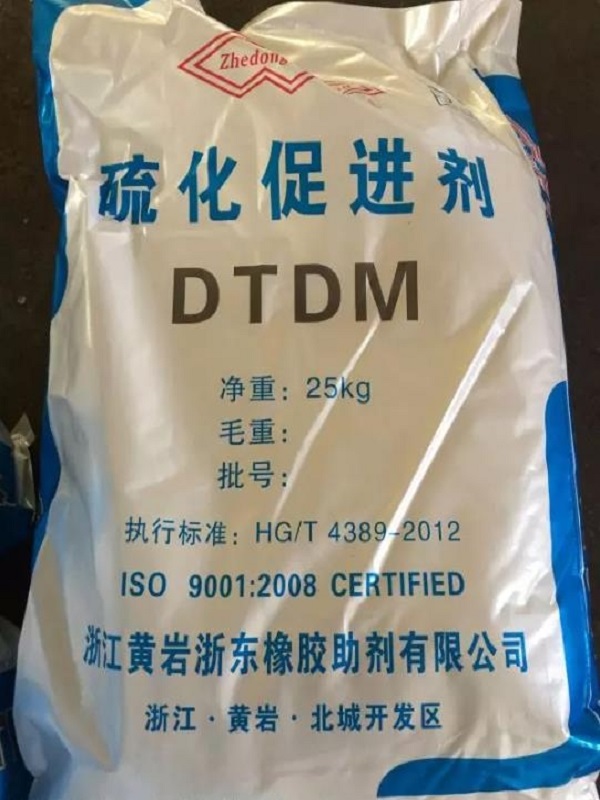 Zhedong
硫化促进剂
DTDM
净重：25kg
毛重：
批号：
执行标准：HG/T 4389-2012
ISO 9001:2008 CERTIFIED
浙江黄岩浙东橡胶助剂有限公司
浙江·黄岩·北城开发区